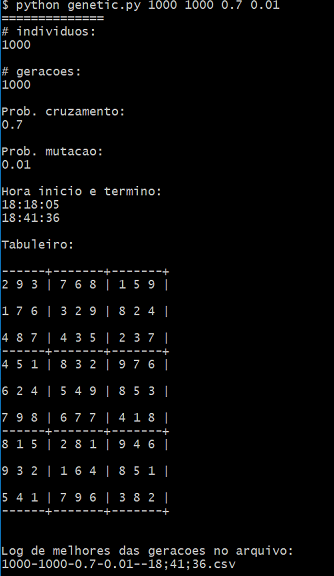 $ python genetic.py 1000 1000 0.7 0.01
==============
# individuos:
1000
# geracoes:
1000
Prob. cruzamento:
0.7
Prob. mutacao:
0.01
Hora inicio e termino:
18:18:05
18:41:36
Tabuleiro:
------+-------+-------+
2 9 3 | 7 6 8 | 1 5 9 |
1 7 6 | 3 2 9 | 8 2 4 |
4 8 7 | 4 3 5 | 2 3 7 |
------+-------+-------+
4 5 1 | 8 3 2 | 9 7 6 |
6 2 4 | 5 4 9 | 8 5 3 |
7 9 8 | 6 7 7 | 4 1 8 |
------+-------+-------+
8 1 5 | 2 8 1 | 9 4 6 |
9 3 2 | 1 6 4 | 8 5 1 |
5 4 1 | 7 9 6 | 3 8 2 |
------+-------+-------+
Log de melhores das geracoes no arquivo:
1000-1000-0.7-0.01--18;41;36.csv